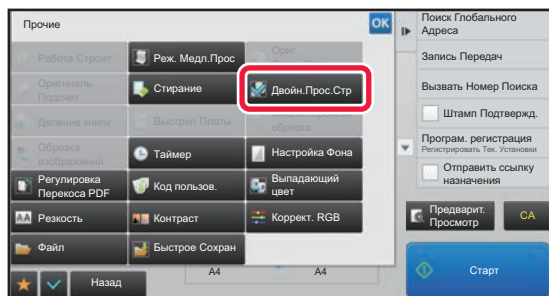 Прочие
OK
Работа Строит
Реж. Медл.Прос
Ориг.
Оригиналь.
Подсчет
Стирание
Двойн.Прос.Стр
Деление книги
Выстрел Платы
обрезка
Обрезка
изображений
Таймер
Настройка Фона
Регулировка
Перекоса PDF
Код пользов.
Выпадающий
цвет
Резкость
Контраст
Коррект. RGB
Файл
Быстрое Сохран
Назад
A4
A4
Поиск Глобального
Адреса
Запись Передач
Вызвать Номер Поиска
Штамп Подтвержд.
Програм. регистрация
Регистрировать Тек. Установки
Отправить ссылку
назначения
Предварит.
Просмотр
CA
Старт